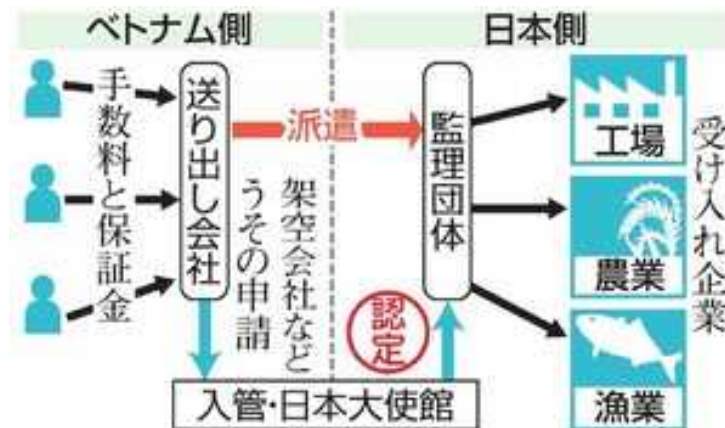 ベトナム側
日本側
手数料と保証金
送り出し会社
派遣
架空会社など
うその申請
監理団体
認定
工場
農業
漁業
受け入れ企業
入管・日本大使館